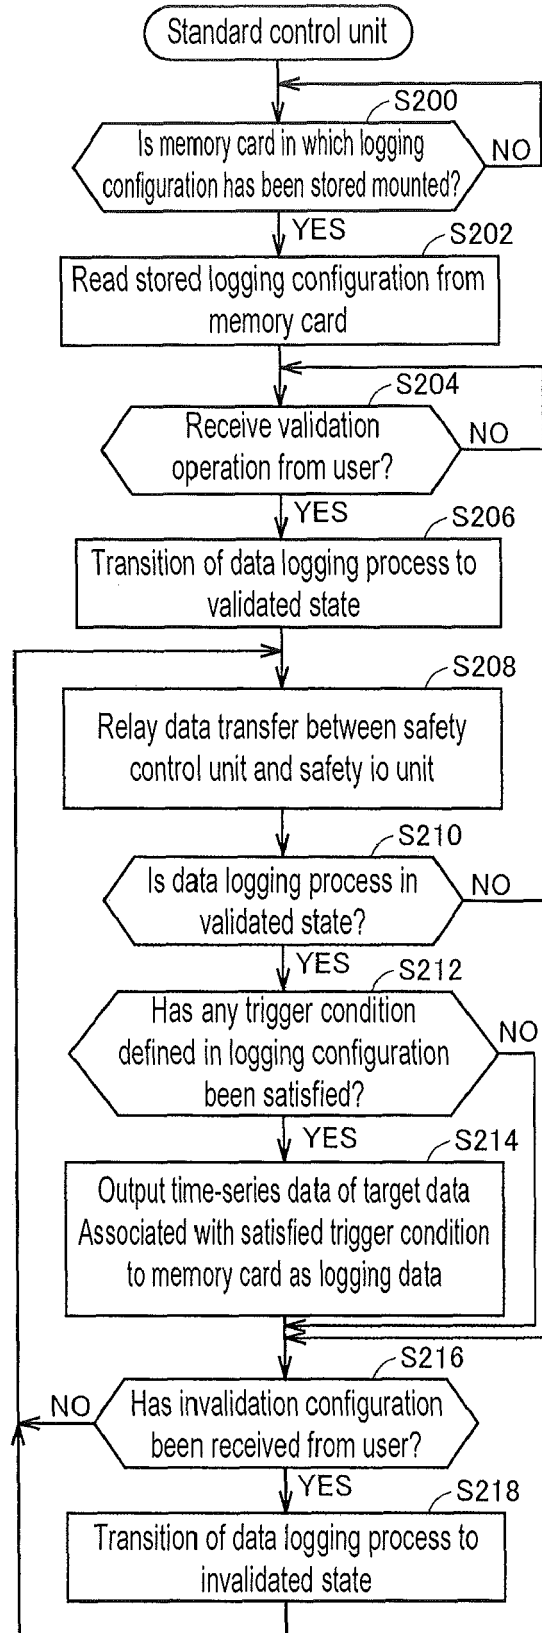 Standard control unit
S200
Is memory card in which logging
configuration has been stored mounted?
NO
YES
S202
Read stored logging configuration from
memory card
S204
Receive validation
operation from user?
NO
YES
S206
Transition of data logging process to
validated state
S208
Relay data transfer between safety
control unit and safety io unit
S210
Is data logging process in
validated state?
NO
YES
S212
Has any trigger condition
defined in logging configuration
been satisfied?
NO
YES
S214
Output time-series data of target data
Associated with satisfied trigger condition
to memory card as logging data
S216
NO
Has invalidation configuration
been received from user?
YES
S218
Transition of data logging process to
invalidated state